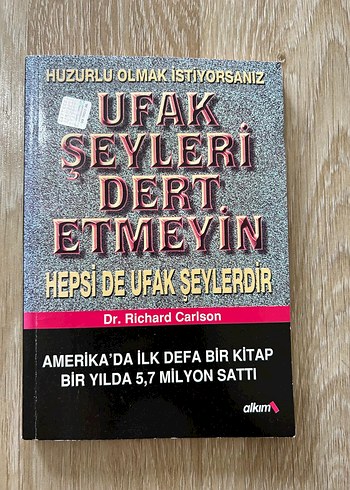 HUZURLU OLMAK İSTİYORSANIZ
UFAK
ŞEYLERİ
DERT
ETMEYİN
HEPSİ DE UFAK ŞEYLERDİR
Dr. Richard Carlson
AMERİKA'DA İLK DEFA BİR KİTAP
BİR YILDA 5,7 MİLYON SATTI
alkım